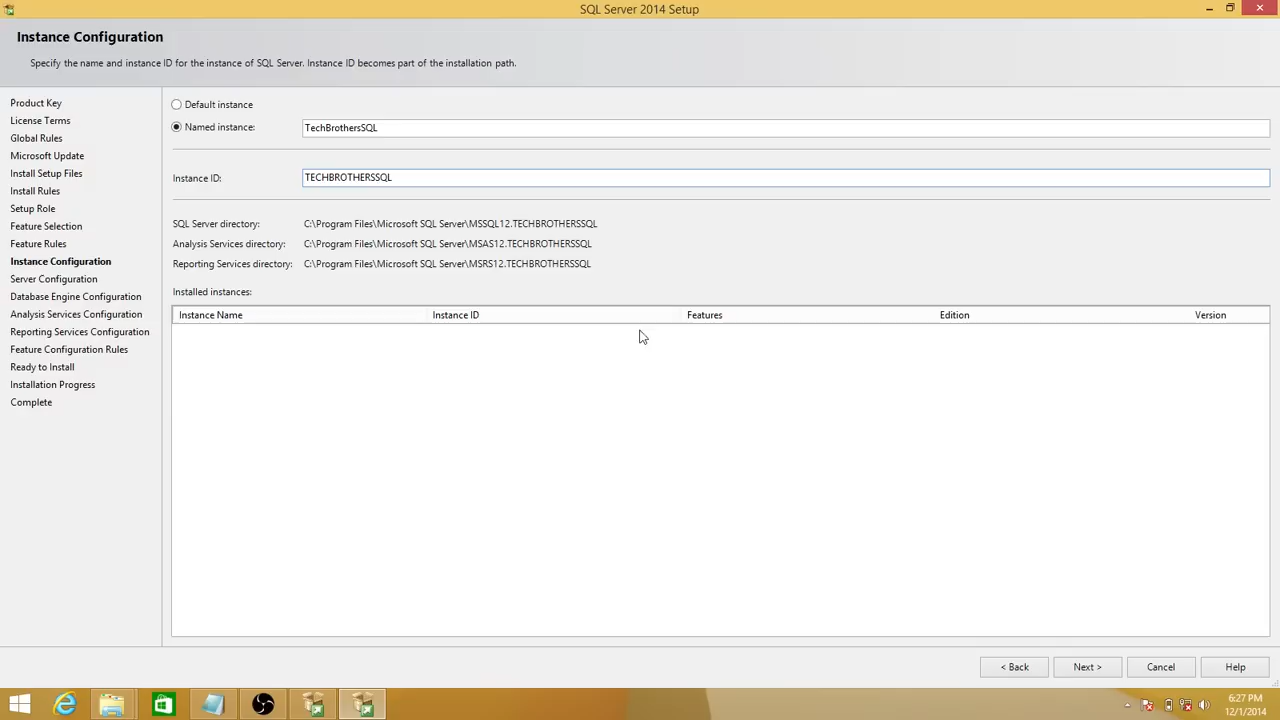 SQL Server 2014 Setup
Instance Configuration
Specify the name and instance ID for the instance of SQL Server. Instance ID becomes part of the installation path.
Product Key
License Terms
Global Rules
Microsoft Update
Install Setup Files
Install Rules
Setup Role
Feature Selection
Feature Rules
Instance Configuration
Server Configuration
Database Engine Configuration
Analysis Services Configuration
Reporting Services Configuration
Feature Configuration Rules
Ready to Install
Installation Progress
Complete
Default instance
Named instance: TechBrothersSQL
Instance ID: TECHBROTHERSSQL
SQL Server directory: C:\Program Files\Microsoft SQL Server\MSSQL12.TECHBROTHERSSQL
Analysis Services directory: C:\Program Files\Microsoft SQL Server\MSAS12.TECHBROTHERSSQL
Reporting Services directory: C:\Program Files\Microsoft SQL Server\MSRS12.TECHBROTHERSSQL
Installed instances:
Instance Name Instance ID Features Edition Version
< Back Next > Cancel Help
6:27 PM
12/1/2014